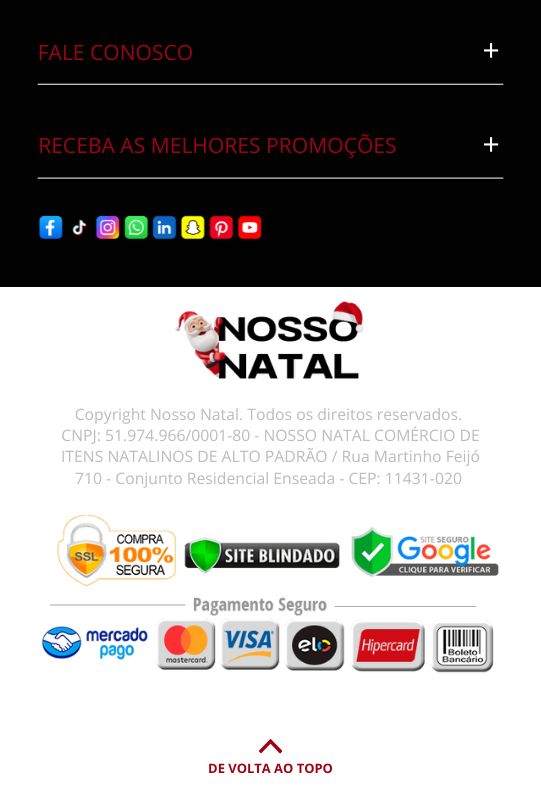 FALE CONOSCO
RECEBA AS MELHORES PROMOÇÕES
NOSSO
NATAL
Copyright Nosso Natal. Todos os direitos reservados.
CNPJ: 51.974.966/0001-80 - NOSSO NATAL COMÉRCIO DE
ITENS NATALINOS DE ALTO PADRÃO / Rua Martinho Feijó
710 - Conjunto Residencial Enseada - CEP: 11431-020
SSL
COMPRA
100%
SEGURA
SITE BLINDADO
SITE SEGURO
Google
CLIQUE PARA VERIFICAR
Pagamento Seguro
mercado
pago
mastercard
VISA
elo
Hipercard
Boleto
Bancário
DE VOLTA AO TOPO